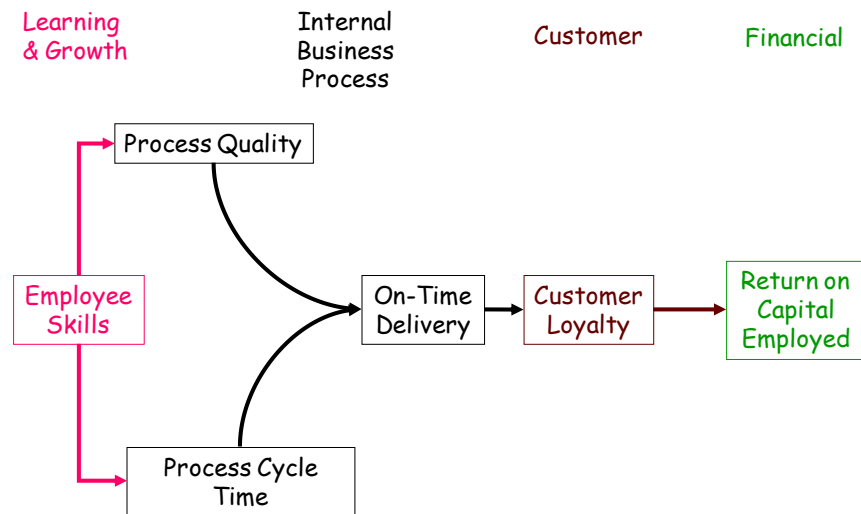 Learning
& Growth
Internal
Business
Process
Customer
Financial
Process Quality
Employee
Skills
On-Time
Delivery
Customer
Loyalty
Return on
Capital
Employed
Process Cycle
Time